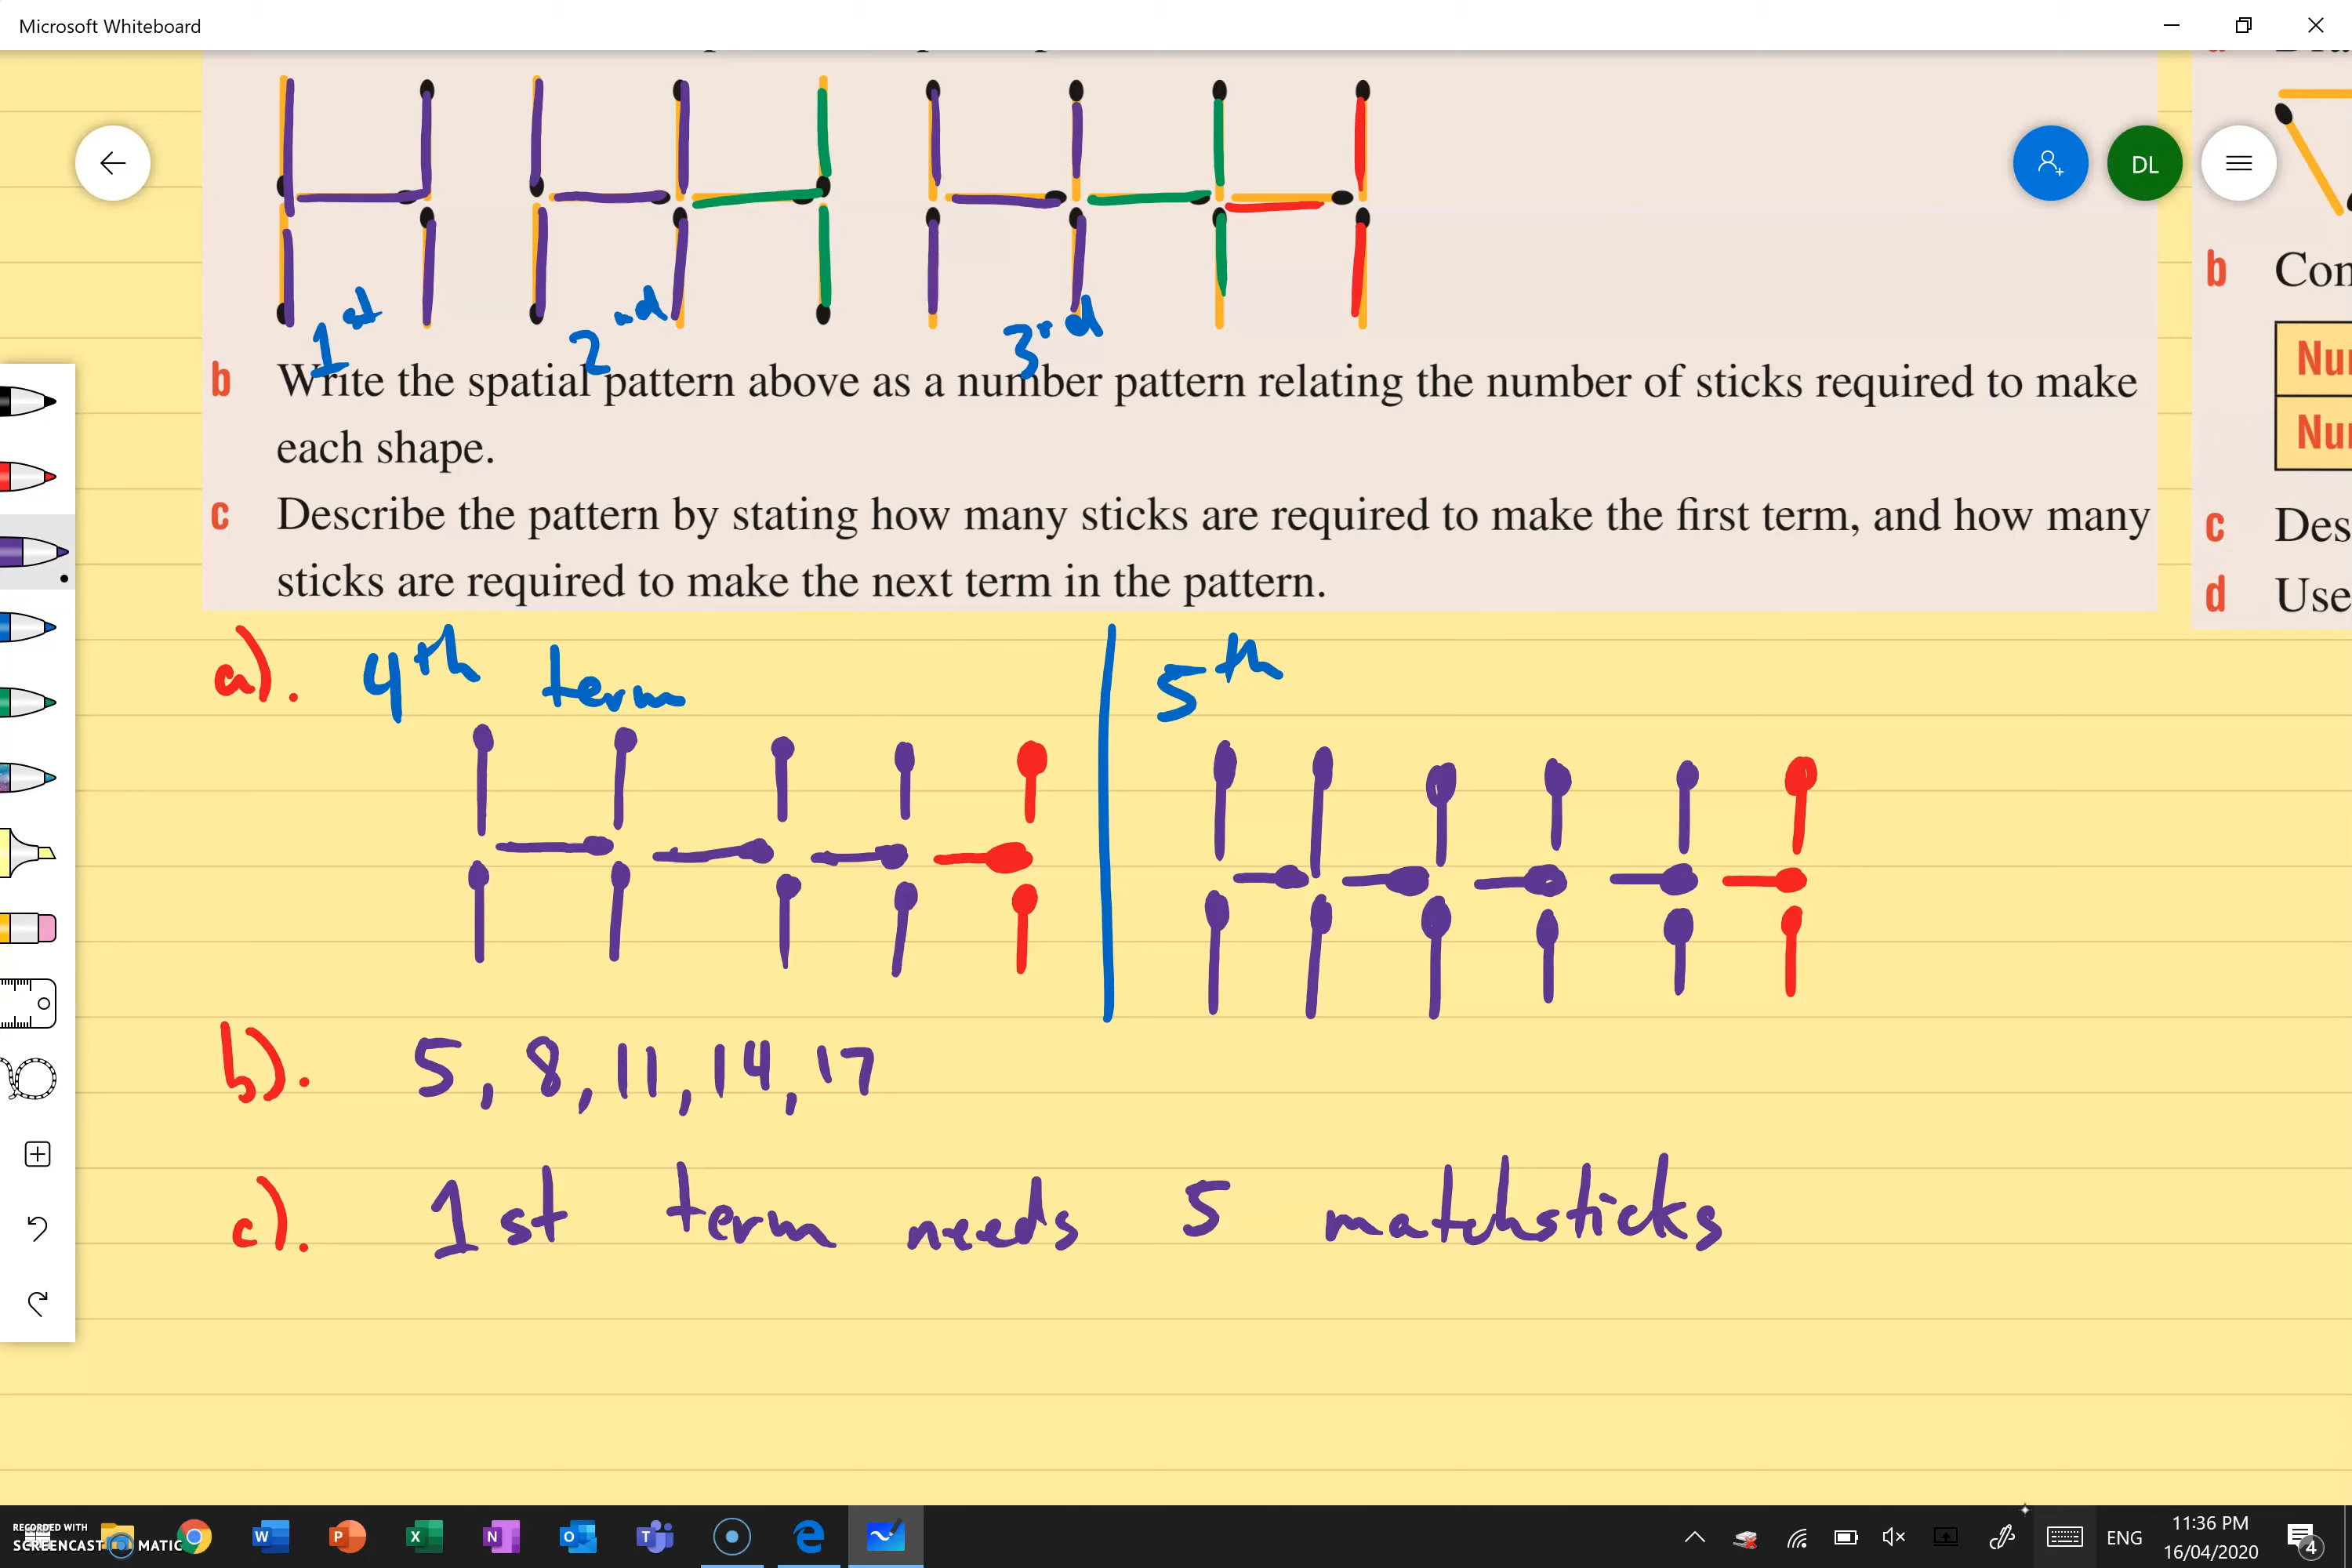 Microsoft Whiteboard
DL
1st 2nd 3rd
b Write the spatial pattern above as a number pattern relating the number of sticks required to make
each shape.
c Describe the pattern by stating how many sticks are required to make the first term, and how many
sticks are required to make the next term in the pattern.
b Con
Nu
Nu
c Des
d Use
a). 4th term 5th
b). 5, 8, 11, 14, 17
c). 1st term needs 5 matchsticks
RECORDED WITH
SCREENCAST MATIC
W P X N O T
ENG
11:36 PM
16/04/2020
4